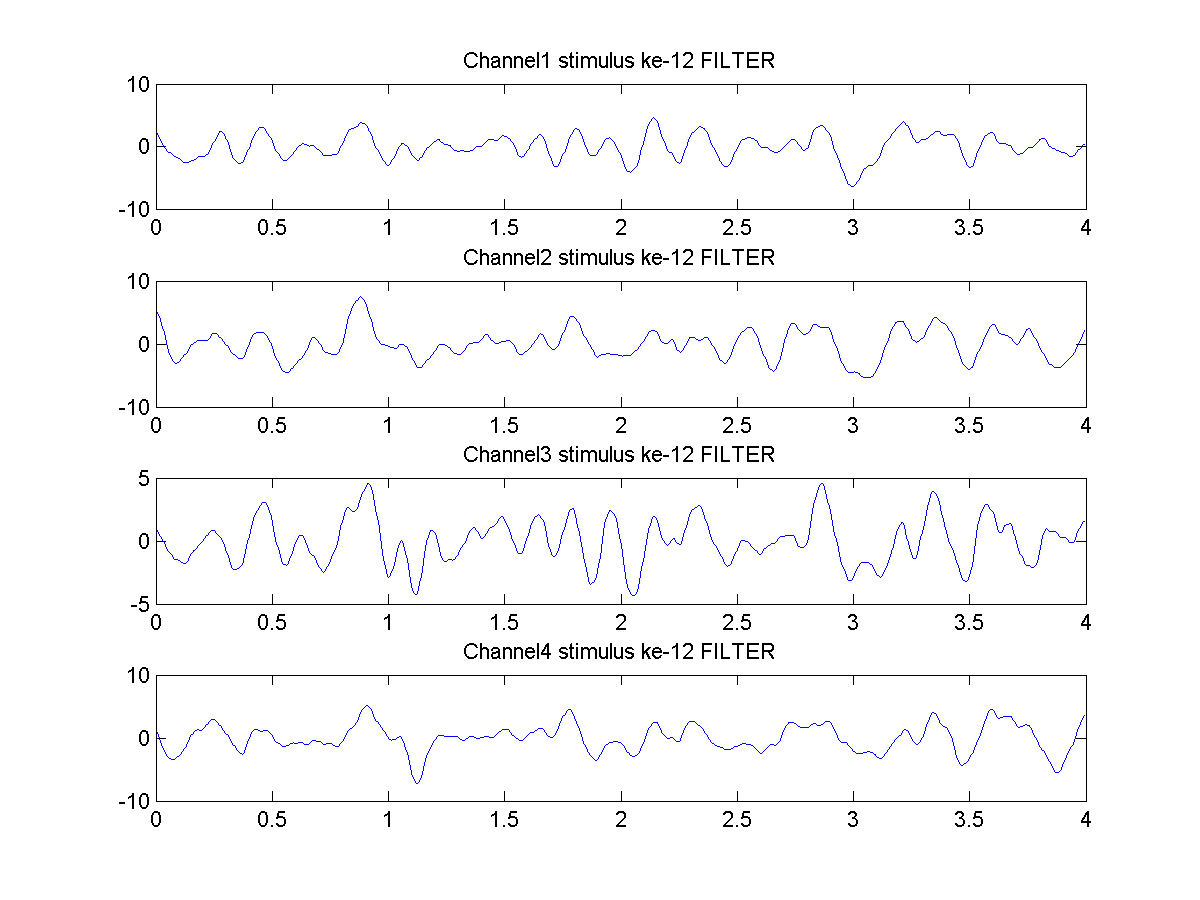 Channel1 stimulus ke-12 FILTER
10
0
-10
0 0.5 1 1.5 2 2.5 3 3.5 4
Channel2 stimulus ke-12 FILTER
10
0
-10
0 0.5 1 1.5 2 2.5 3 3.5 4
Channel3 stimulus ke-12 FILTER
5
0
-5
0 0.5 1 1.5 2 2.5 3 3.5 4
Channel4 stimulus ke-12 FILTER
10
0
-10
0 0.5 1 1.5 2 2.5 3 3.5 4